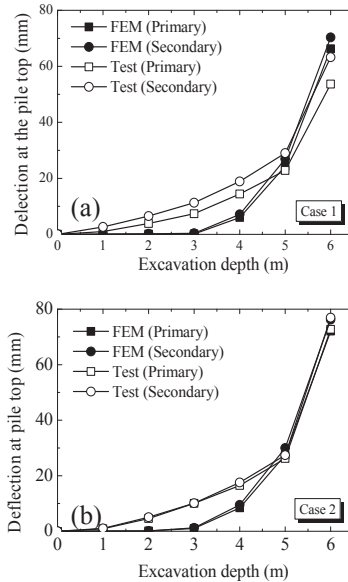 80
FEM (Primary)
FEM (Secondary)
60
Test (Primary)
Test (Secondary)
40
20
(a)
Case 1
0
0 1 2 3 4 5 6
Excavation depth (m)
Delection at the pile top (mm)
80
FEM (Primary)
FEM (Secondary)
60
Test (Primary)
Test (Secondary)
40
20
(b)
Case 2
0
0 1 2 3 4 5 6
Excavation depth (m)
Deflection at pile top (mm)